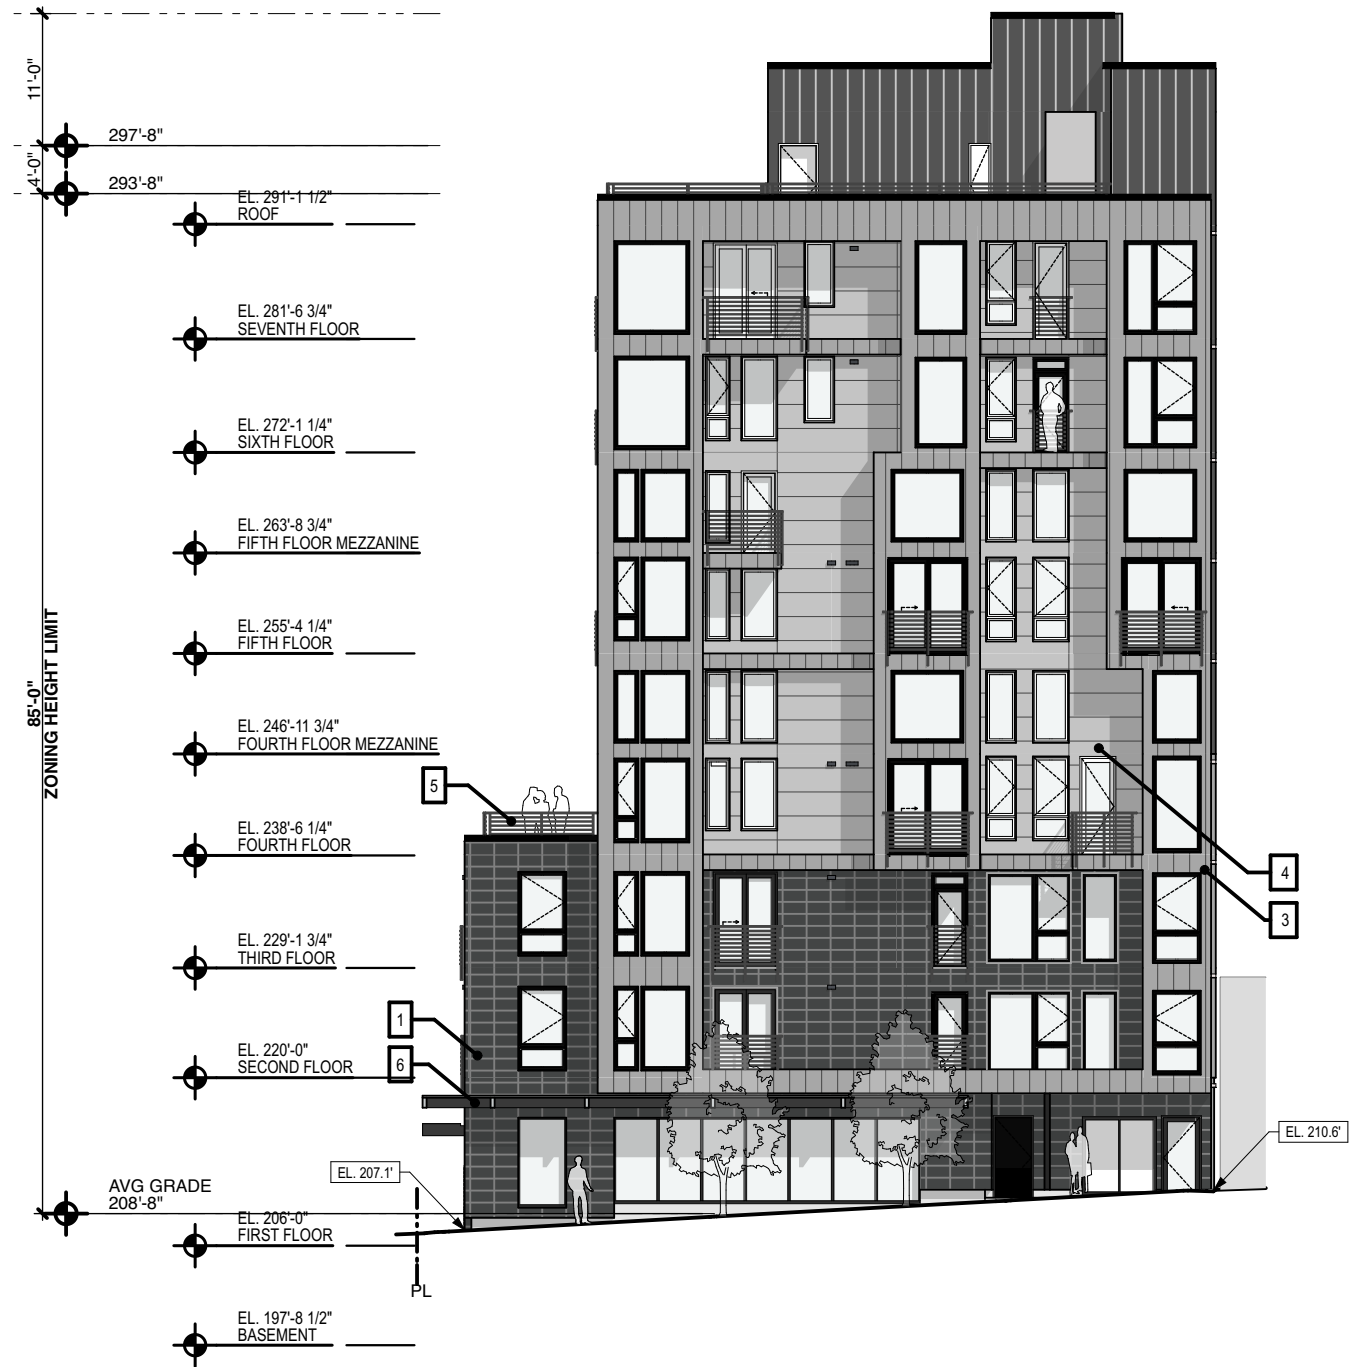 11'-0"
297'-8"
4'-0"
293'-8"
EL. 291'-1 1/2"
ROOF
EL. 281'-6 3/4"
SEVENTH FLOOR
EL. 272'-1 1/4"
SIXTH FLOOR
EL. 263'-8 3/4"
FIFTH FLOOR MEZZANINE
EL. 255'-4 1/4"
FIFTH FLOOR
85'-0"
ZONING HEIGHT LIMIT
EL. 246'-11 3/4"
FOURTH FLOOR MEZZANINE
5
EL. 238'-6 1/4"
FOURTH FLOOR
4
3
EL. 229'-1 3/4"
THIRD FLOOR
1
EL. 220'-0"
SECOND FLOOR
6
EL. 210.6'
EL. 207.1'
AVG GRADE
208'-8"
EL. 206'-0"
FIRST FLOOR
PL
EL. 197'-8 1/2"
BASEMENT